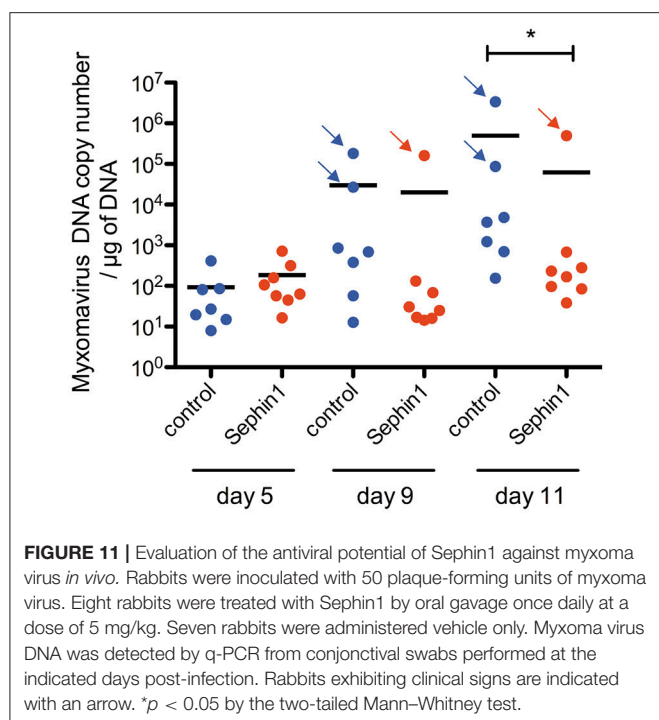 *
Myxomavirus DNA copy number
/ µg of DNA
10⁷
10⁶
10⁵
10⁴
10³
10²
10¹
10⁰
control
Sephin1
control
Sephin1
control
Sephin1
day 5
day 9
day 11
FIGURE 11 | Evaluation of the antiviral potential of Sephin1 against myxoma
virus in vivo. Rabbits were inoculated with 50 plaque-forming units of myxoma
virus. Eight rabbits were treated with Sephin1 by oral gavage once daily at a
dose of 5 mg/kg. Seven rabbits were administered vehicle only. Myxoma virus
DNA was detected by q-PCR from conjonctival swabs performed at the
indicated days post-infection. Rabbits exhibiting clinical signs are indicated
with an arrow. *p < 0.05 by the two-tailed Mann–Whitney test.